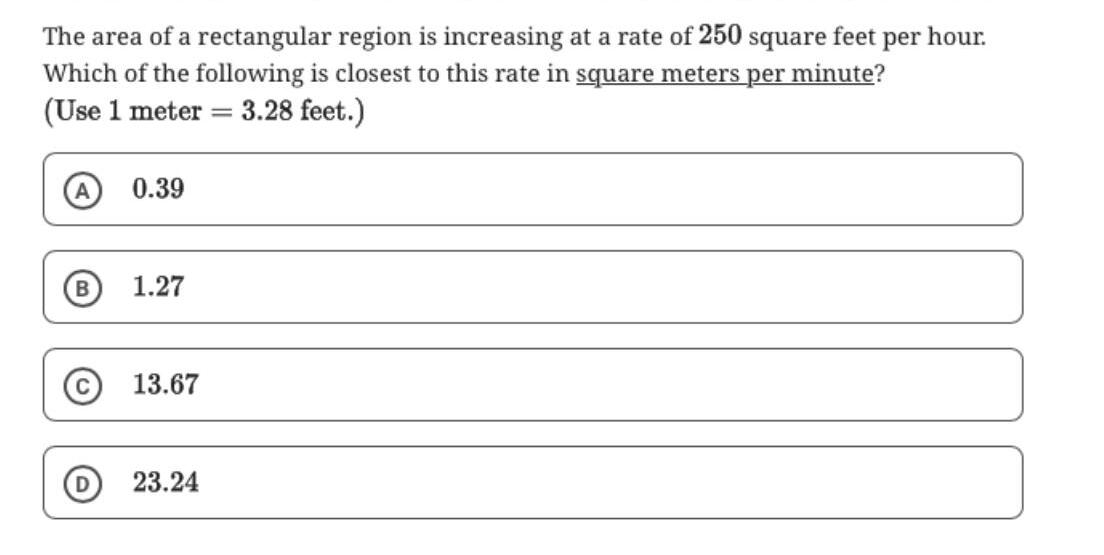 The area of a rectangular region is increasing at a rate of 250 square feet per hour.
Which of the following is closest to this rate in square meters per minute?
(Use 1 meter = 3.28 feet.)
A 0.39
B 1.27
C 13.67
D 23.24